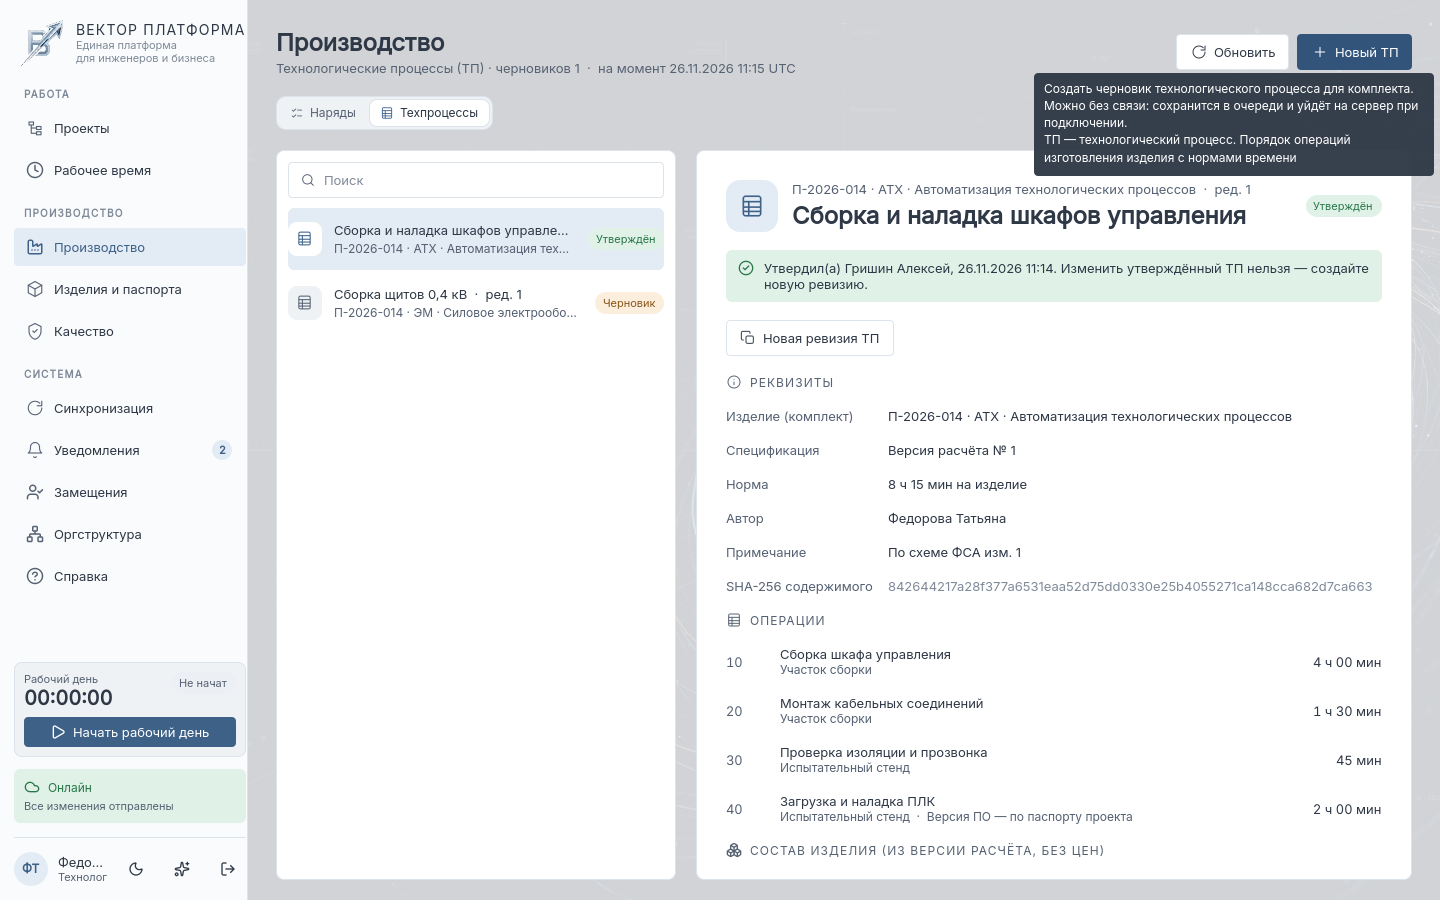 ВЕКТОР ПЛАТФОРМА
Единая платформа
для инженеров и бизнеса
РАБОТА
Проекты
Рабочее время
ПРОИЗВОДСТВО
Производство
Изделия и паспорта
Качество
СИСТЕМА
Синхронизация
Уведомления 2
Замещения
Оргструктура
Справка
Рабочий день
00:00:00
Не начат
Начать рабочий день
Онлайн
Все изменения отправлены
ФТ
Федо...
Технолог
Производство
Технологические процессы (ТП) · черновиков 1 · на момент 26.11.2026 11:15 UTC
Обновить
Новый ТП
Создать черновик технологического процесса для комплекта.
Можно без связи: сохранится в очереди и уйдёт на сервер при
подключении.
ТП — технологический процесс. Порядок операций
изготовления изделия с нормами времени
Наряды
Техпроцессы
Поиск
Сборка и наладка шкафов управле...
П-2026-014 · АТХ · Автоматизация тех...
Утверждён
Сборка щитов 0,4 кВ · ред. 1
П-2026-014 · ЭМ · Силовое электрообо...
Черновик
П-2026-014 · АТХ · Автоматизация технологических процессов · ред. 1
Сборка и наладка шкафов управления
Утверждён
Утвердил(а) Гришин Алексей, 26.11.2026 11:14. Изменить утверждённый ТП нельзя — создайте
новую ревизию.
Новая ревизия ТП
РЕКВИЗИТЫ
Изделие (комплект) П-2026-014 · АТХ · Автоматизация технологических процессов
Спецификация Версия расчёта № 1
Норма 8 ч 15 мин на изделие
Автор Федорова Татьяна
Примечание По схеме ФСА изм. 1
SHA-256 содержимого 842644217a28f377a6531eaa52d75dd0330e25b4055271ca148cca682d7ca663
ОПЕРАЦИИ
10 Сборка шкафа управления 4 ч 00 мин
Участок сборки
20 Монтаж кабельных соединений 1 ч 30 мин
Участок сборки
30 Проверка изоляции и прозвонка 45 мин
Испытательный стенд
40 Загрузка и наладка ПЛК 2 ч 00 мин
Испытательный стенд · Версия ПО — по паспорту проекта
СОСТАВ ИЗДЕЛИЯ (ИЗ ВЕРСИИ РАСЧЁТА, БЕЗ ЦЕН)